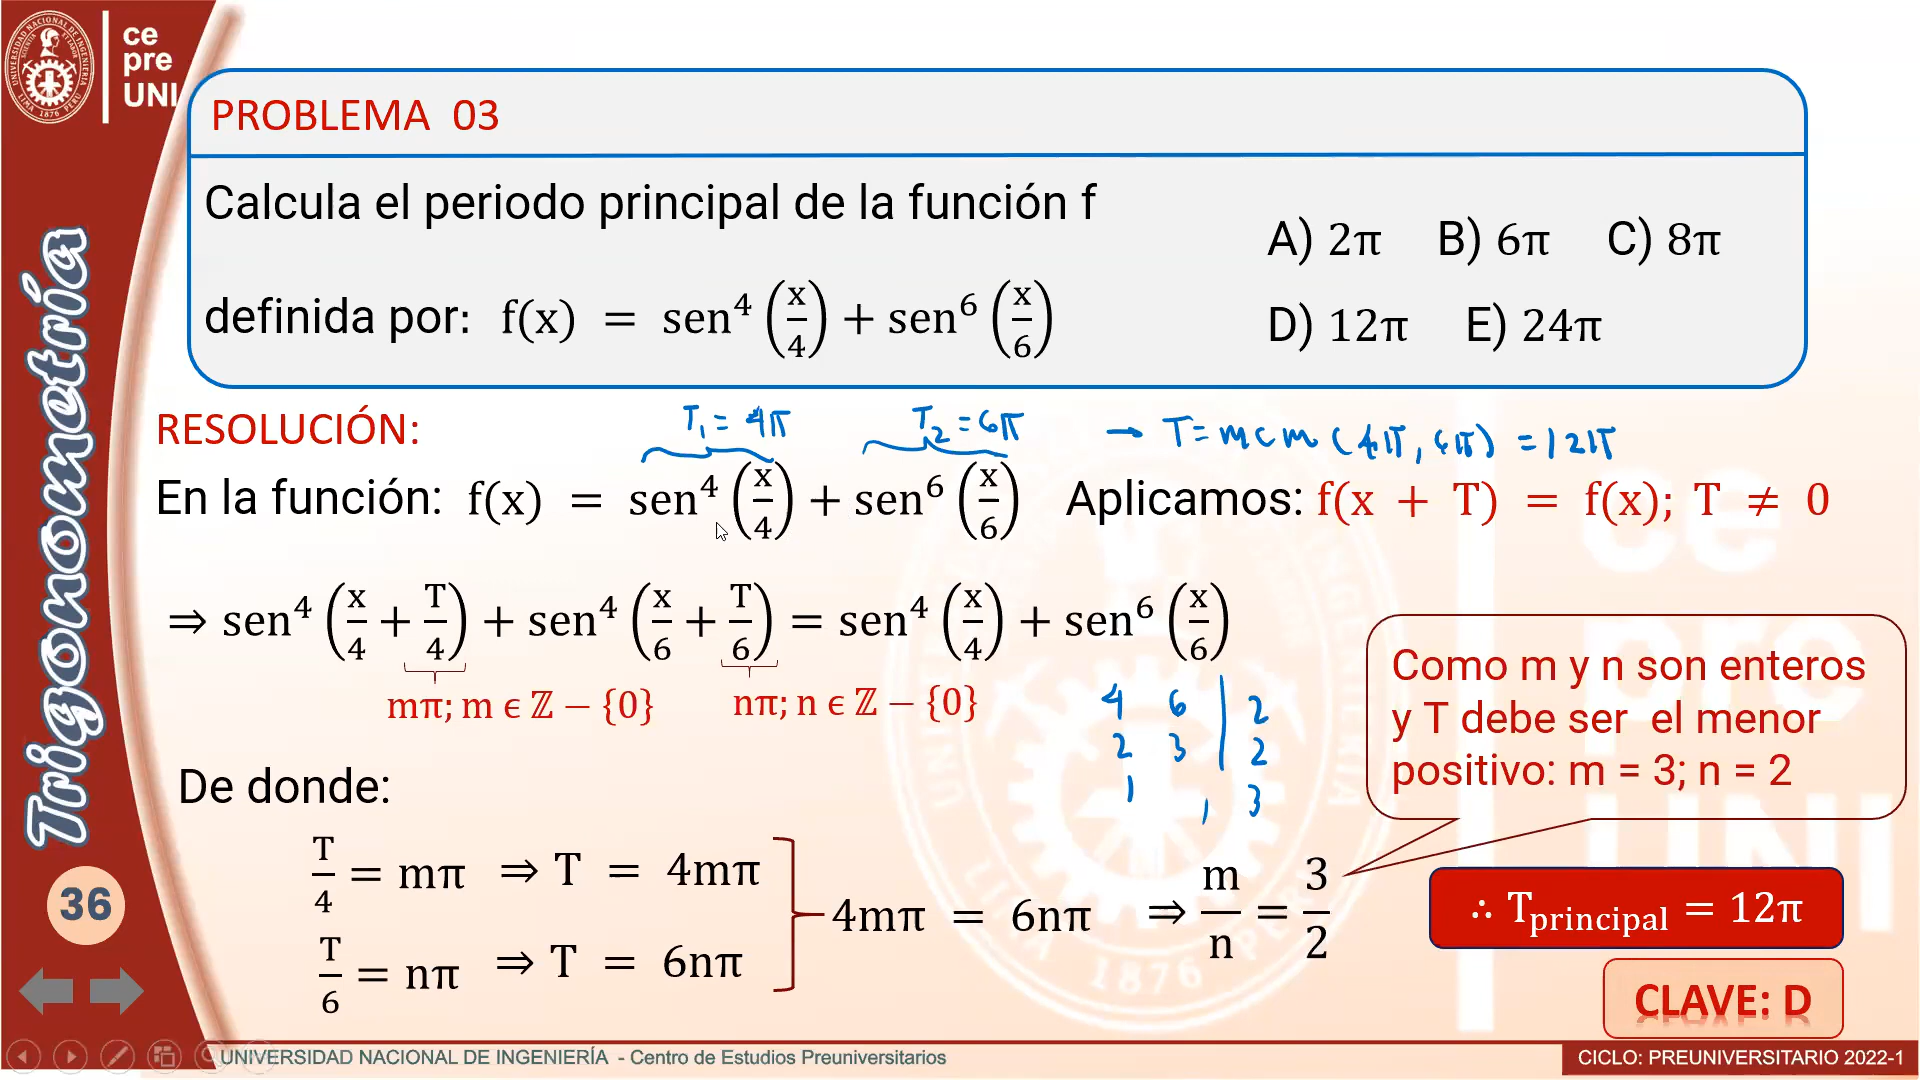 ce
pre
UNI
PROBLEMA 03
Calcula el periodo principal de la función f
definida por: f(x) = sen⁴(x/4) + sen⁶(x/6)
A) 2π B) 6π C) 8π
D) 12π E) 24π
RESOLUCIÓN:
T₁ = 4π T₂ = 6π → T = mcm (4π, 6π) = 12π
En la función: f(x) = sen⁴(x/4) + sen⁶(x/6) Aplicamos: f(x + T) = f(x); T ≠ 0
⇒ sen⁴(x/4 + T/4) + sen⁴(x/6 + T/6) = sen⁴(x/4) + sen⁶(x/6)
mπ; m ϵ ℤ − {0} nπ; n ϵ ℤ − {0}
4 6 | 2
2 3 | 2
1 1 3
Como m y n son enteros
y T debe ser el menor
positivo: m = 3; n = 2
De donde:
T/4 = mπ ⇒ T = 4mπ
T/6 = nπ ⇒ T = 6nπ
4mπ = 6nπ ⇒ m/n = 3/2
∴ Tprincipal = 12π
CLAVE: D
Trigonometría
36
UNIVERSIDAD NACIONAL DE INGENIERÍA - Centro de Estudios Preuniversitarios
CICLO: PREUNIVERSITARIO 2022-1